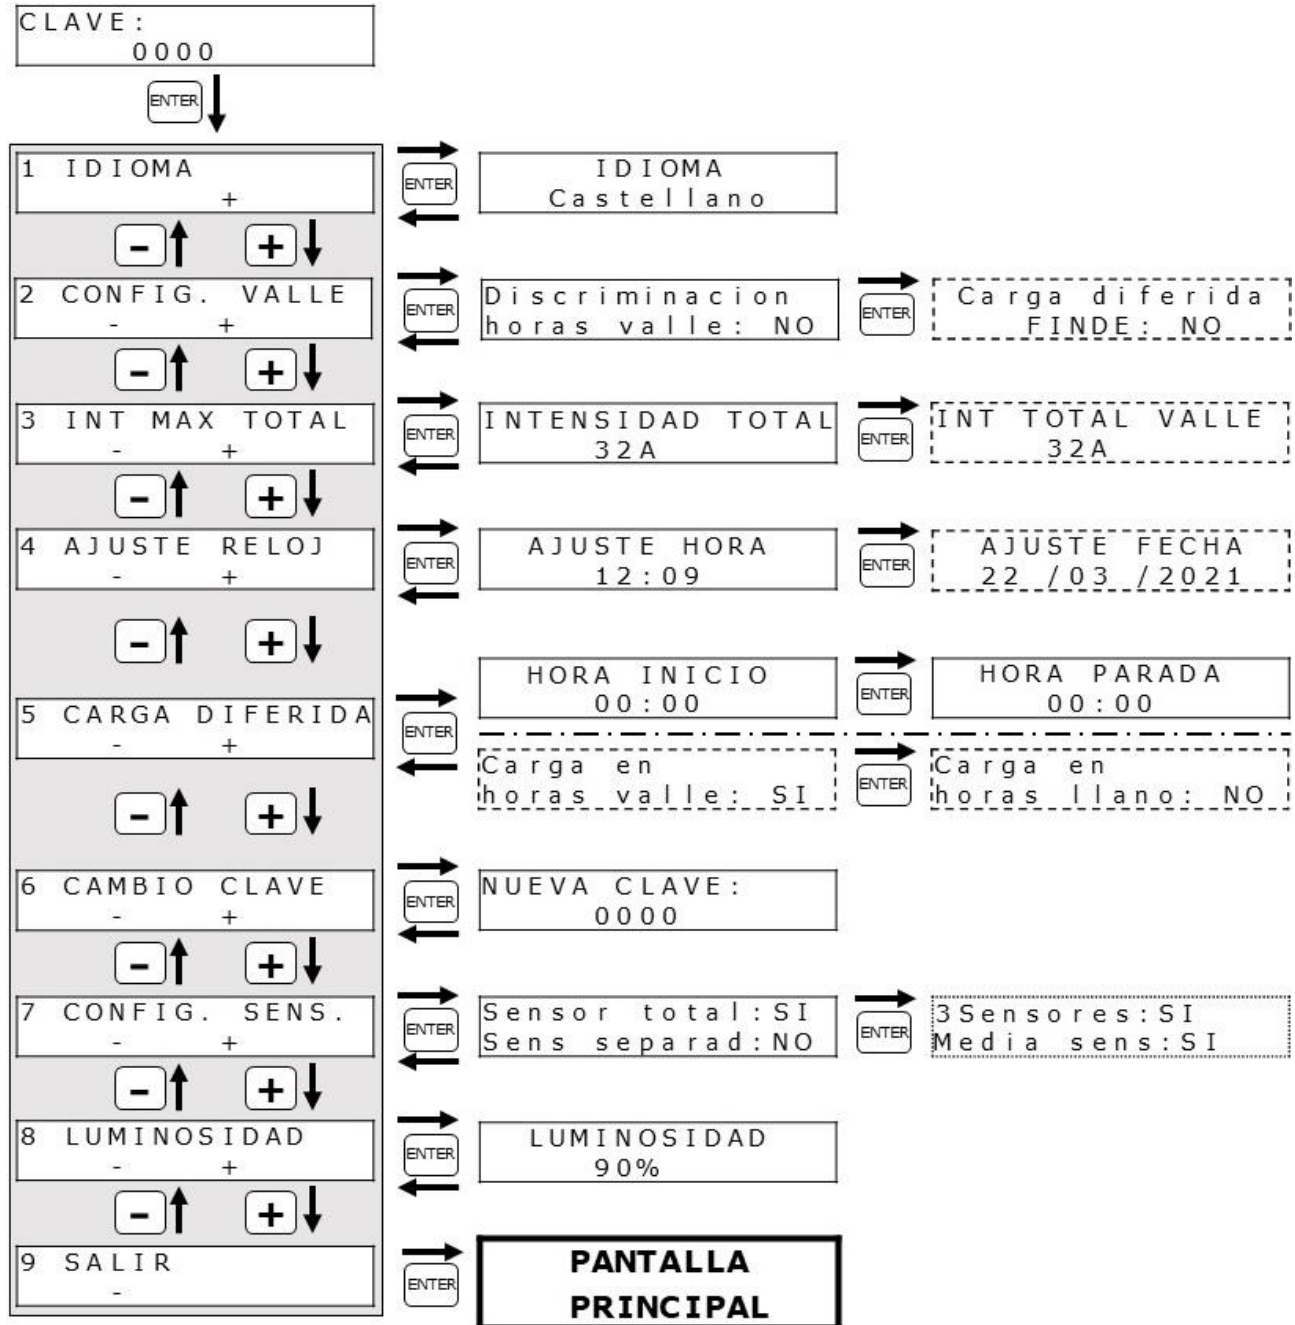 CLAVE:
0000
ENTER
1 IDIOMA
+
ENTER
IDIOMA
Castellano
- +
2 CONFIG. VALLE
- +
ENTER
Discriminacion
horas valle: NO
ENTER
Carga diferida
FINDE: NO
- +
3 INT MAX TOTAL
- +
ENTER
INTENSIDAD TOTAL
32A
ENTER
INT TOTAL VALLE
32A
- +
4 AJUSTE RELOJ
- +
ENTER
AJUSTE HORA
12:09
ENTER
AJUSTE FECHA
22 /03 /2021
- +
5 CARGA DIFERIDA
- +
ENTER
HORA INICIO
00:00
ENTER
HORA PARADA
00:00
Carga en
horas valle: SI
ENTER
Carga en
horas llano: NO
- +
6 CAMBIO CLAVE
- +
ENTER
NUEVA CLAVE:
0000
- +
7 CONFIG. SENS.
- +
ENTER
Sensor total:SI
Sens separad:NO
ENTER
3Sensores:SI
Media sens:SI
- +
8 LUMINOSIDAD
- +
ENTER
LUMINOSIDAD
90%
- +
9 SALIR
-
ENTER
PANTALLA
PRINCIPAL